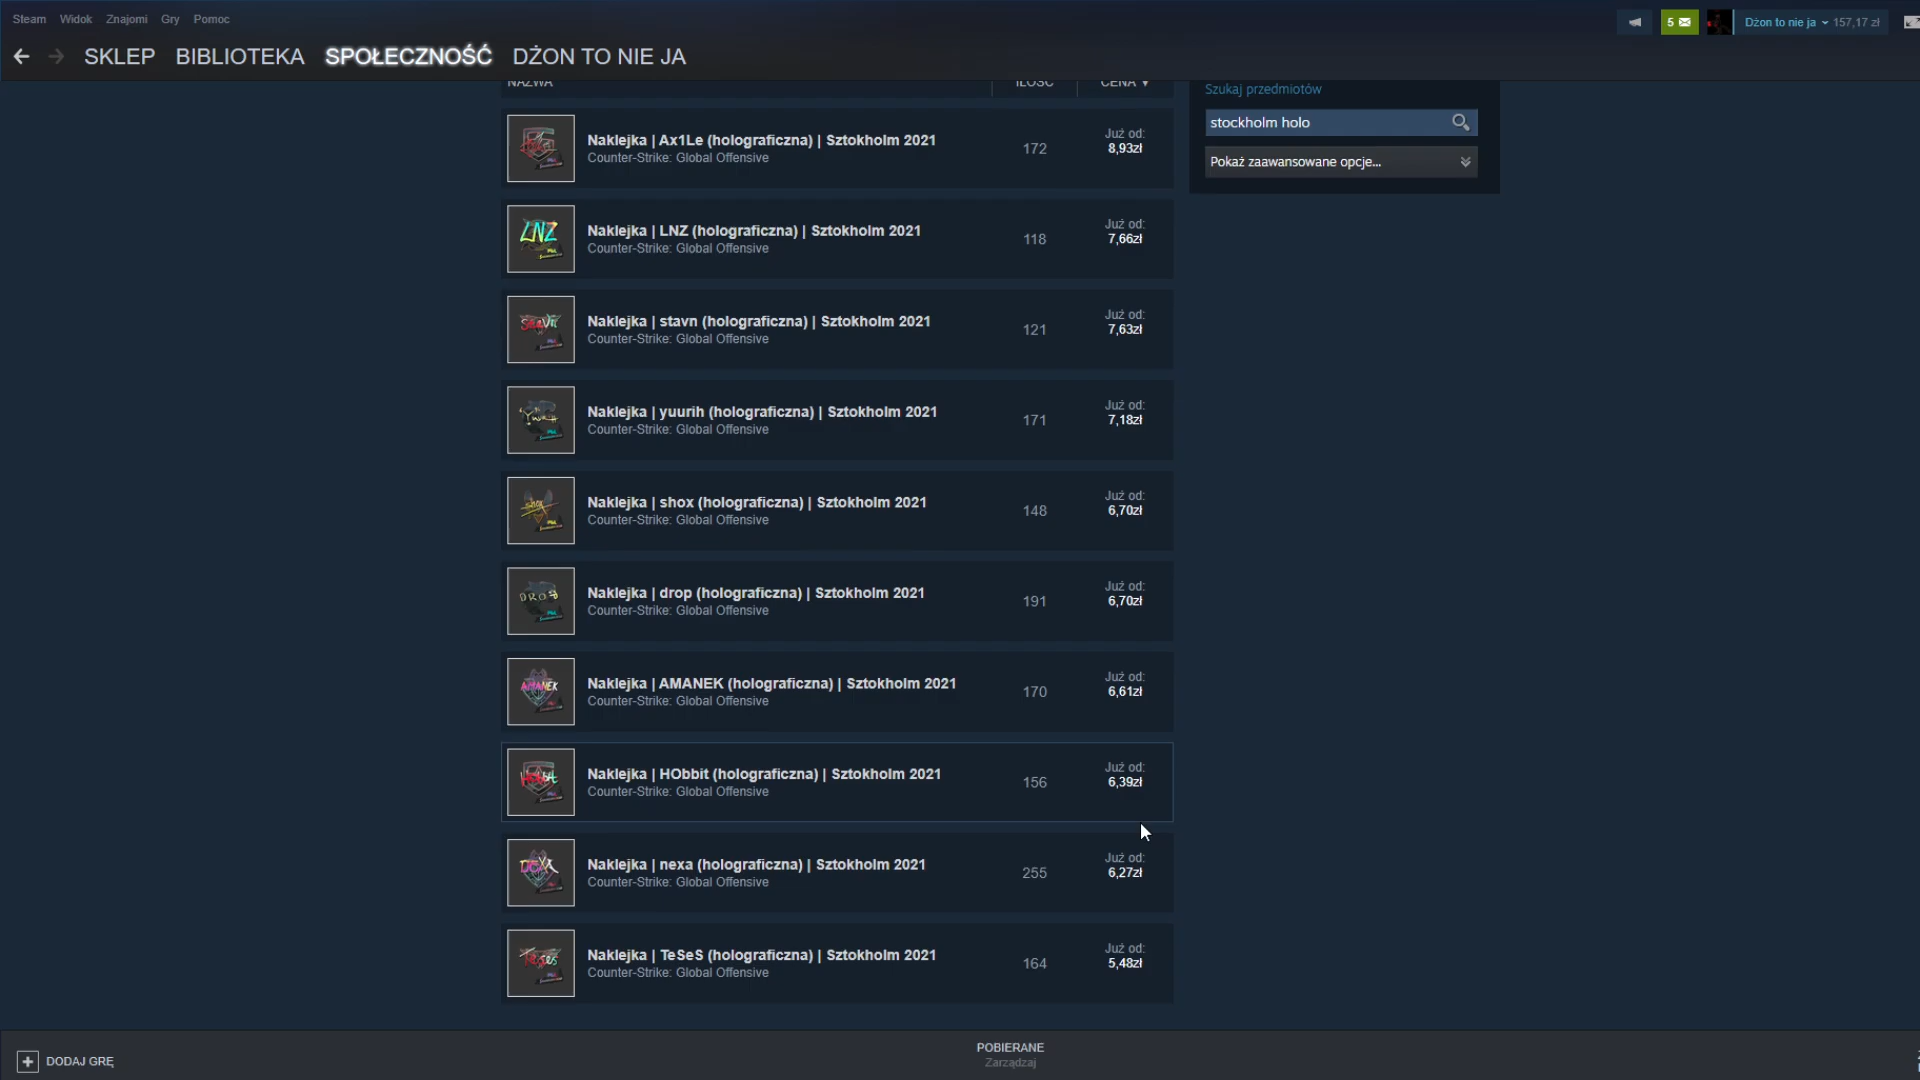 Steam Widok Znajomi Gry Pomoc
5 Dżon to nie ja 157,17 zł
SKLEP BIBLIOTEKA SPOŁECZNOŚĆ DŻON TO NIE JA
NAZWA ILOŚĆ CENA ▼
Szukaj przedmiotów
stockholm holo
Pokaż zaawansowane opcje...
Naklejka | Ax1Le (holograficzna) | Sztokholm 2021
Counter-Strike: Global Offensive
172
Już od:
8,93zł
LNZ
Naklejka | LNZ (holograficzna) | Sztokholm 2021
Counter-Strike: Global Offensive
118
Już od:
7,66zł
Naklejka | stavn (holograficzna) | Sztokholm 2021
Counter-Strike: Global Offensive
121
Już od:
7,63zł
Naklejka | yuurih (holograficzna) | Sztokholm 2021
Counter-Strike: Global Offensive
171
Już od:
7,18zł
Naklejka | shox (holograficzna) | Sztokholm 2021
Counter-Strike: Global Offensive
148
Już od:
6,70zł
DROP
Naklejka | drop (holograficzna) | Sztokholm 2021
Counter-Strike: Global Offensive
191
Już od:
6,70zł
AMANEK
Naklejka | AMANEK (holograficzna) | Sztokholm 2021
Counter-Strike: Global Offensive
170
Już od:
6,61zł
Naklejka | HObbit (holograficzna) | Sztokholm 2021
Counter-Strike: Global Offensive
156
Już od:
6,39zł
Naklejka | nexa (holograficzna) | Sztokholm 2021
Counter-Strike: Global Offensive
255
Już od:
6,27zł
Naklejka | TeSeS (holograficzna) | Sztokholm 2021
Counter-Strike: Global Offensive
164
Już od:
5,48zł
DODAJ GRĘ
POBIERANE
Zarządzaj